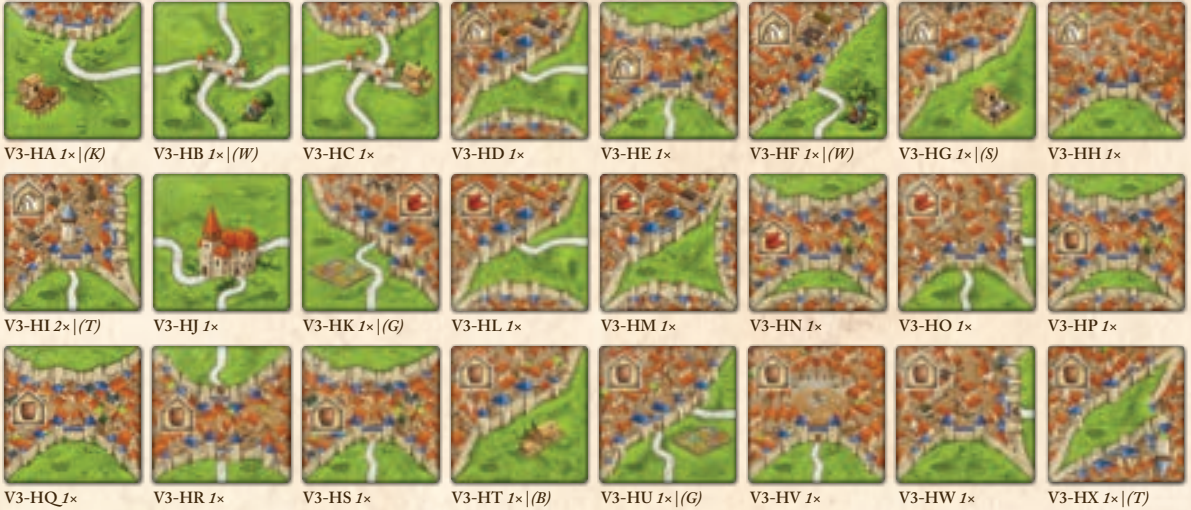 V3-HA 1×|(K) V3-HB 1×|(W) V3-HC 1× V3-HD 1× V3-HE 1× V3-HF 1×|(W) V3-HG 1×|(S) V3-HH 1×
V3-HI 2×|(T) V3-HJ 1× V3-HK 1×|(G) V3-HL 1× V3-HM 1× V3-HN 1× V3-HO 1× V3-HP 1×
V3-HQ 1× V3-HR 1× V3-HS 1× V3-HT 1×|(B) V3-HU 1×|(G) V3-HV 1× V3-HW 1× V3-HX 1×|(T)